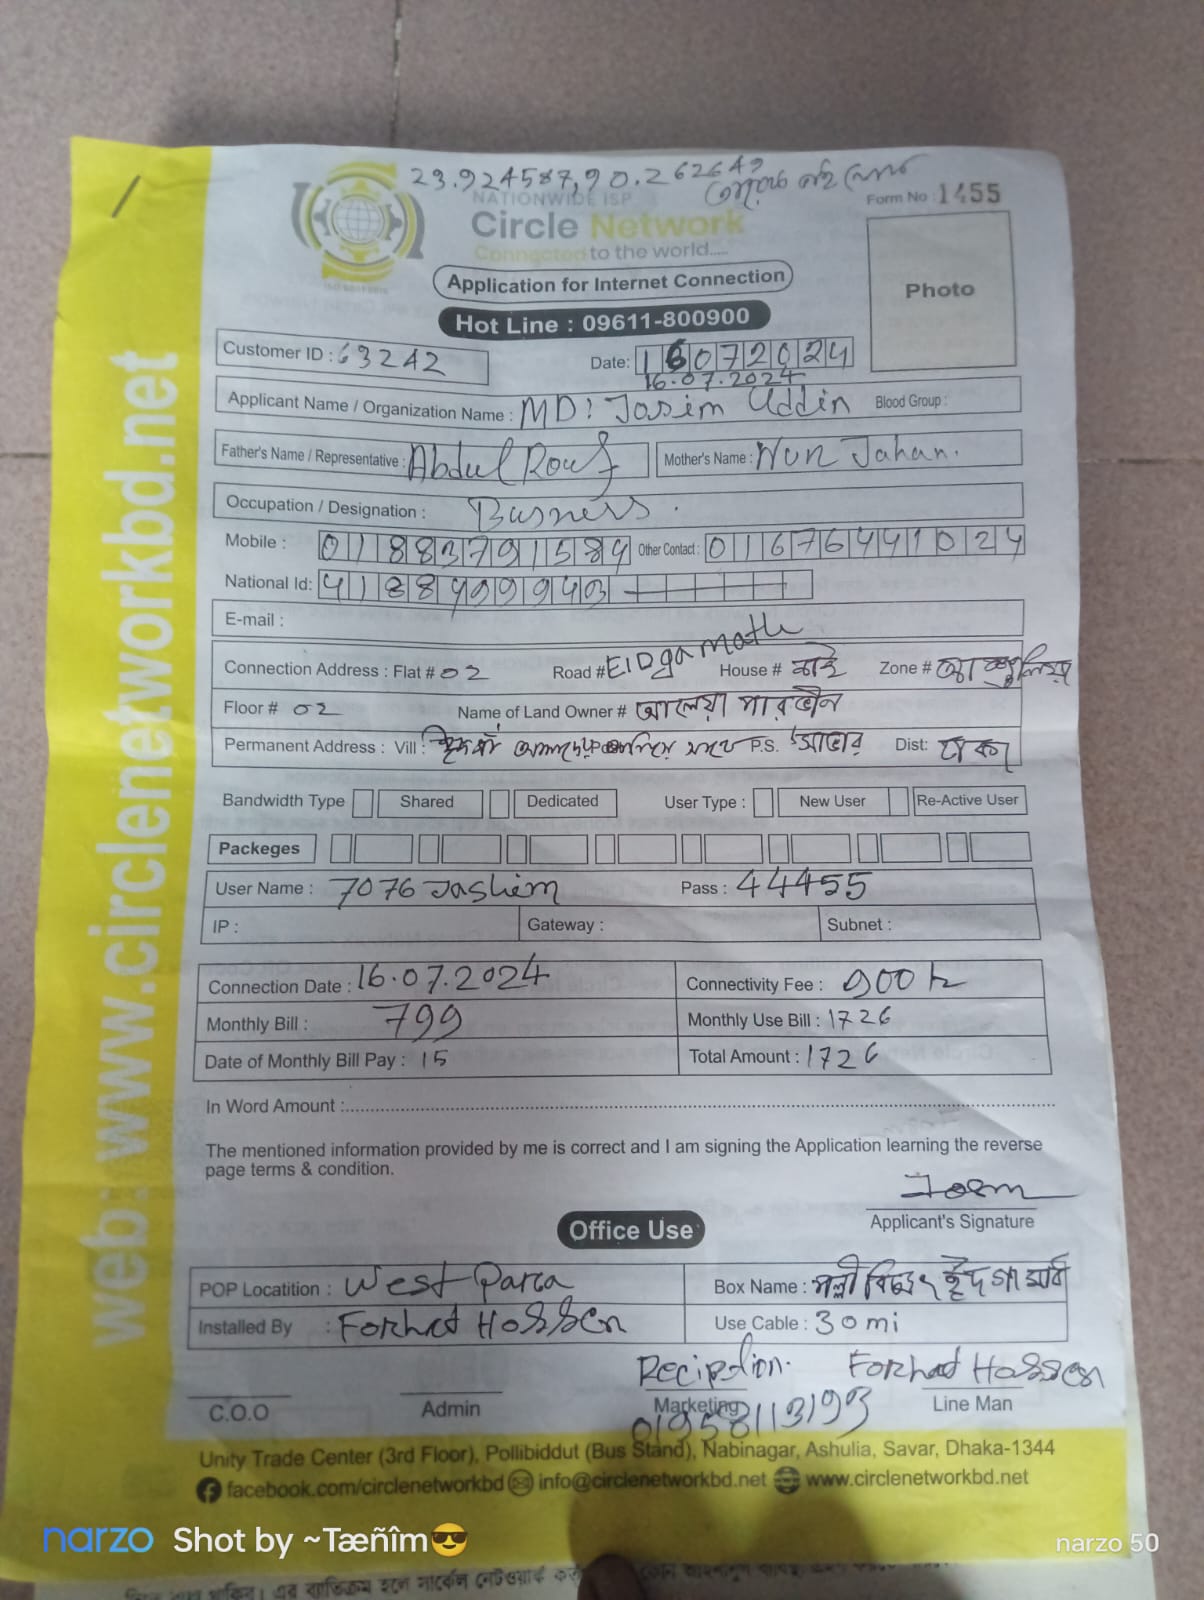 23.924587,90.262649
NATIONWIDE ISP
Circle Network
Connected to the world.....
Form No : 1455
Application for Internet Connection
Photo
Hot Line : 09611-800900
Customer ID : 63242
Date: 16072024
16.07.2024
Applicant Name / Organization Name : MD: Josim Uddin Blood Group :
Father's Name / Representative : Abdul Rouf Mother's Name : Nur Jahan.
Occupation / Designation : Busness.
Mobile : 01883791584 Other Contact : 01676441024
National Id: 4188499943
E-mail :
Connection Address : Flat # 02 Road # EIDga math House # নাই Zone # আশুলিয়া
Floor # 02 Name of Land Owner # আলেয়া পারভীন
Permanent Address : Vill : P.S. সাভার Dist: ঢাকা
Bandwidth Type Shared Dedicated User Type : New User Re-Active User
Packeges
User Name : 7076 Jashim Pass : 44455
IP : Gateway : Subnet :
Connection Date : 16.07.2024 Connectivity Fee :
Monthly Bill : 799 Monthly Use Bill : 1726
Date of Monthly Bill Pay : 15 Total Amount : 1726
In Word Amount :
The mentioned information provided by me is correct and I am signing the Application learning the reverse
page terms & condition.
Applicant's Signature
Office Use
POP Locatition : West Para Box Name : পল্লী বিদ্যুৎ ঈদগা মাঠ
Installed By : Forhad HoSSen Use Cable : 30 mi
Reciption. Forhad HoSSen
C.O.O Admin Marketing Line Man
01958113193
Unity Trade Center (3rd Floor), Pollibiddut (Bus Stand), Nabinagar, Ashulia, Savar, Dhaka-1344
facebook.com/circlenetworkbd info@circlenetworkbd.net www.circlenetworkbd.net
web: www.circlenetworkbd.net
narzo Shot by ~Tæñîm😎
narzo 50